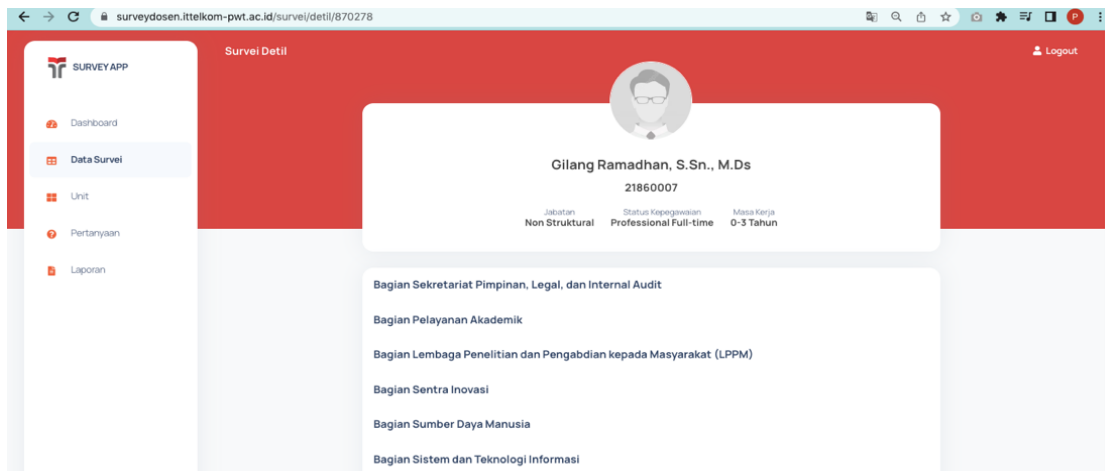 surveydosen.ittelkom-pwt.ac.id/survei/detil/870278
P
SURVEY APP
Survei Detil
Logout
Dashboard
Data Survei
Unit
Pertanyaan
Laporan
Gilang Ramadhan, S.Sn., M.Ds
21860007
Jabatan Status Kepegawaian Masa Kerja
Non Struktural Professional Full-time 0-3 Tahun
Bagian Sekretariat Pimpinan, Legal, dan Internal Audit
Bagian Pelayanan Akademik
Bagian Lembaga Penelitian dan Pengabdian kepada Masyarakat (LPPM)
Bagian Sentra Inovasi
Bagian Sumber Daya Manusia
Bagian Sistem dan Teknologi Informasi